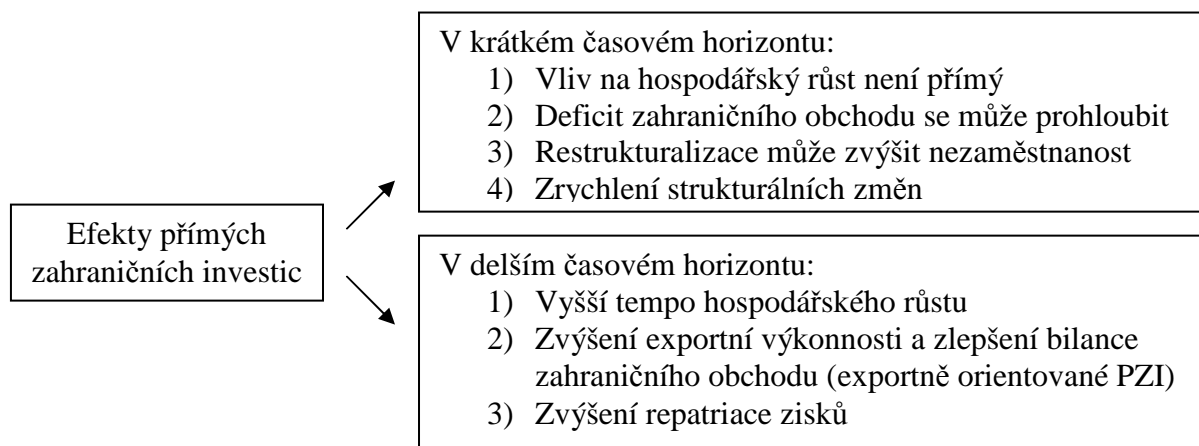 V krátkém časovém horizontu:
1) Vliv na hospodářský růst není přímý
2) Deficit zahraničního obchodu se může prohloubit
3) Restrukturalizace může zvýšit nezaměstnanost
4) Zrychlení strukturálních změn
Efekty přímých
zahraničních investic
V delším časovém horizontu:
1) Vyšší tempo hospodářského růstu
2) Zvýšení exportní výkonnosti a zlepšení bilance
zahraničního obchodu (exportně orientované PZI)
3) Zvýšení repatriace zisků